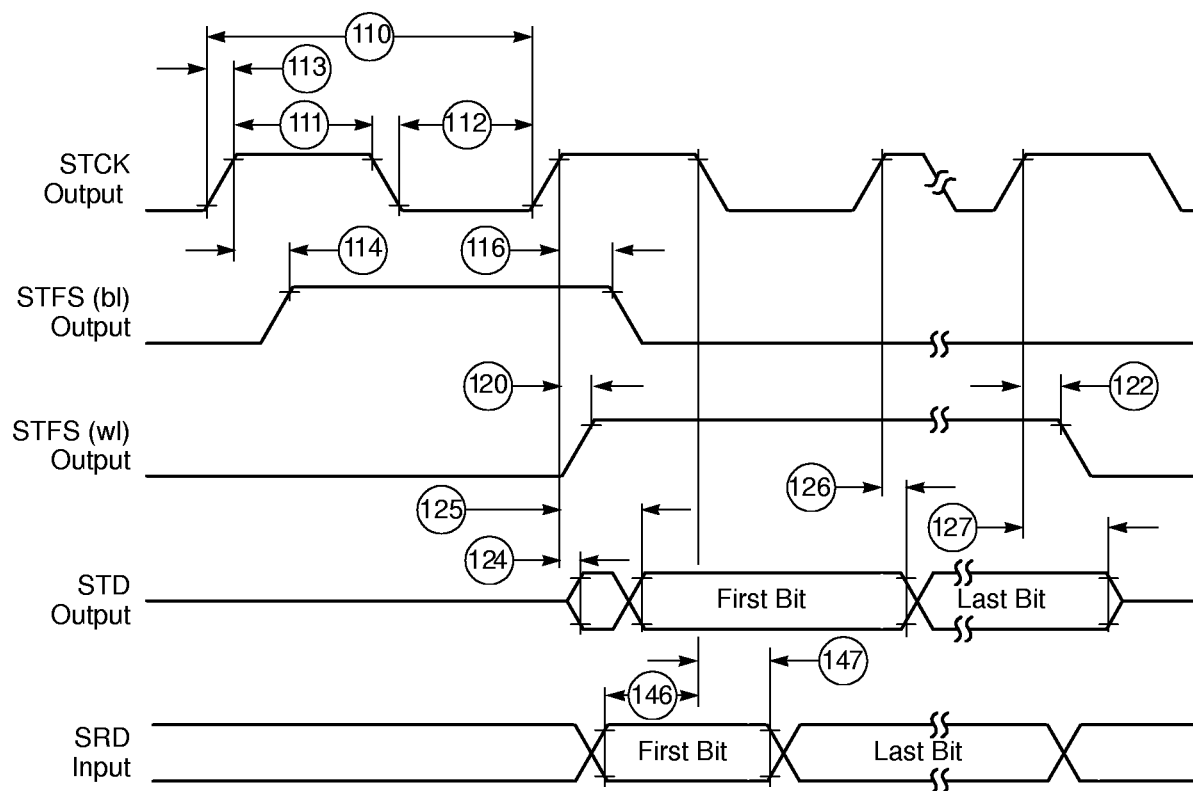 110
113
111
112
STCK
Output
114
116
STFS (bl)
Output
120
122
STFS (wl)
Output
126
125
127
124
STD
Output
First Bit
Last Bit
147
146
SRD
Input
First Bit
Last Bit